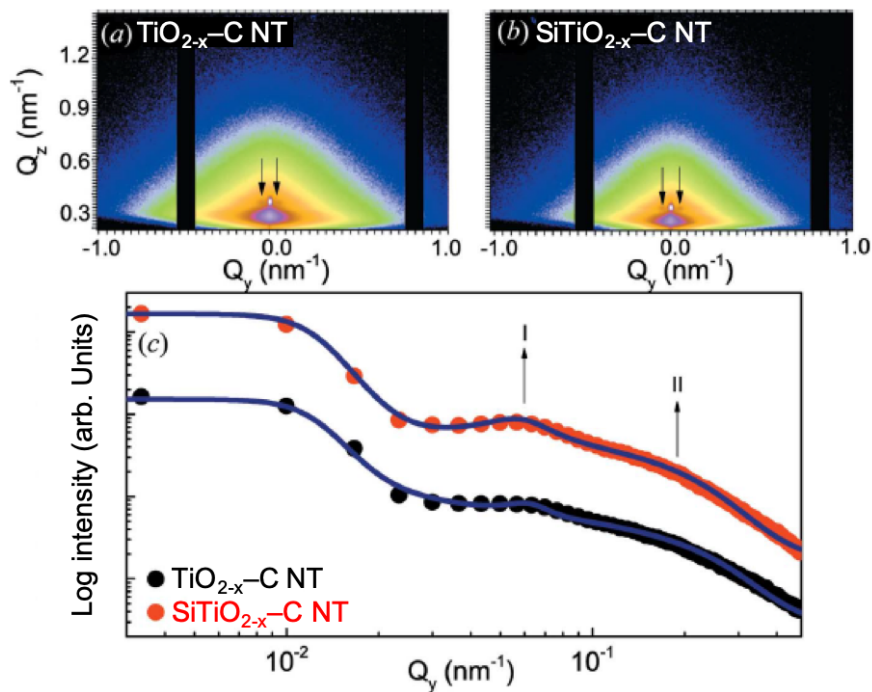 (a) TiO2-x–C NT
(b) SiTiO2-x–C NT
1.2
0.9
0.6
0.3
Qz (nm-1)
-1.0
0.0
1.0
Qy (nm-1)
-1.0
0.0
1.0
Qy (nm-1)
(c)
I
II
Log intensity (arb. Units)
TiO2-x–C NT
SiTiO2-x–C NT
10-2
10-1
Qy (nm-1)